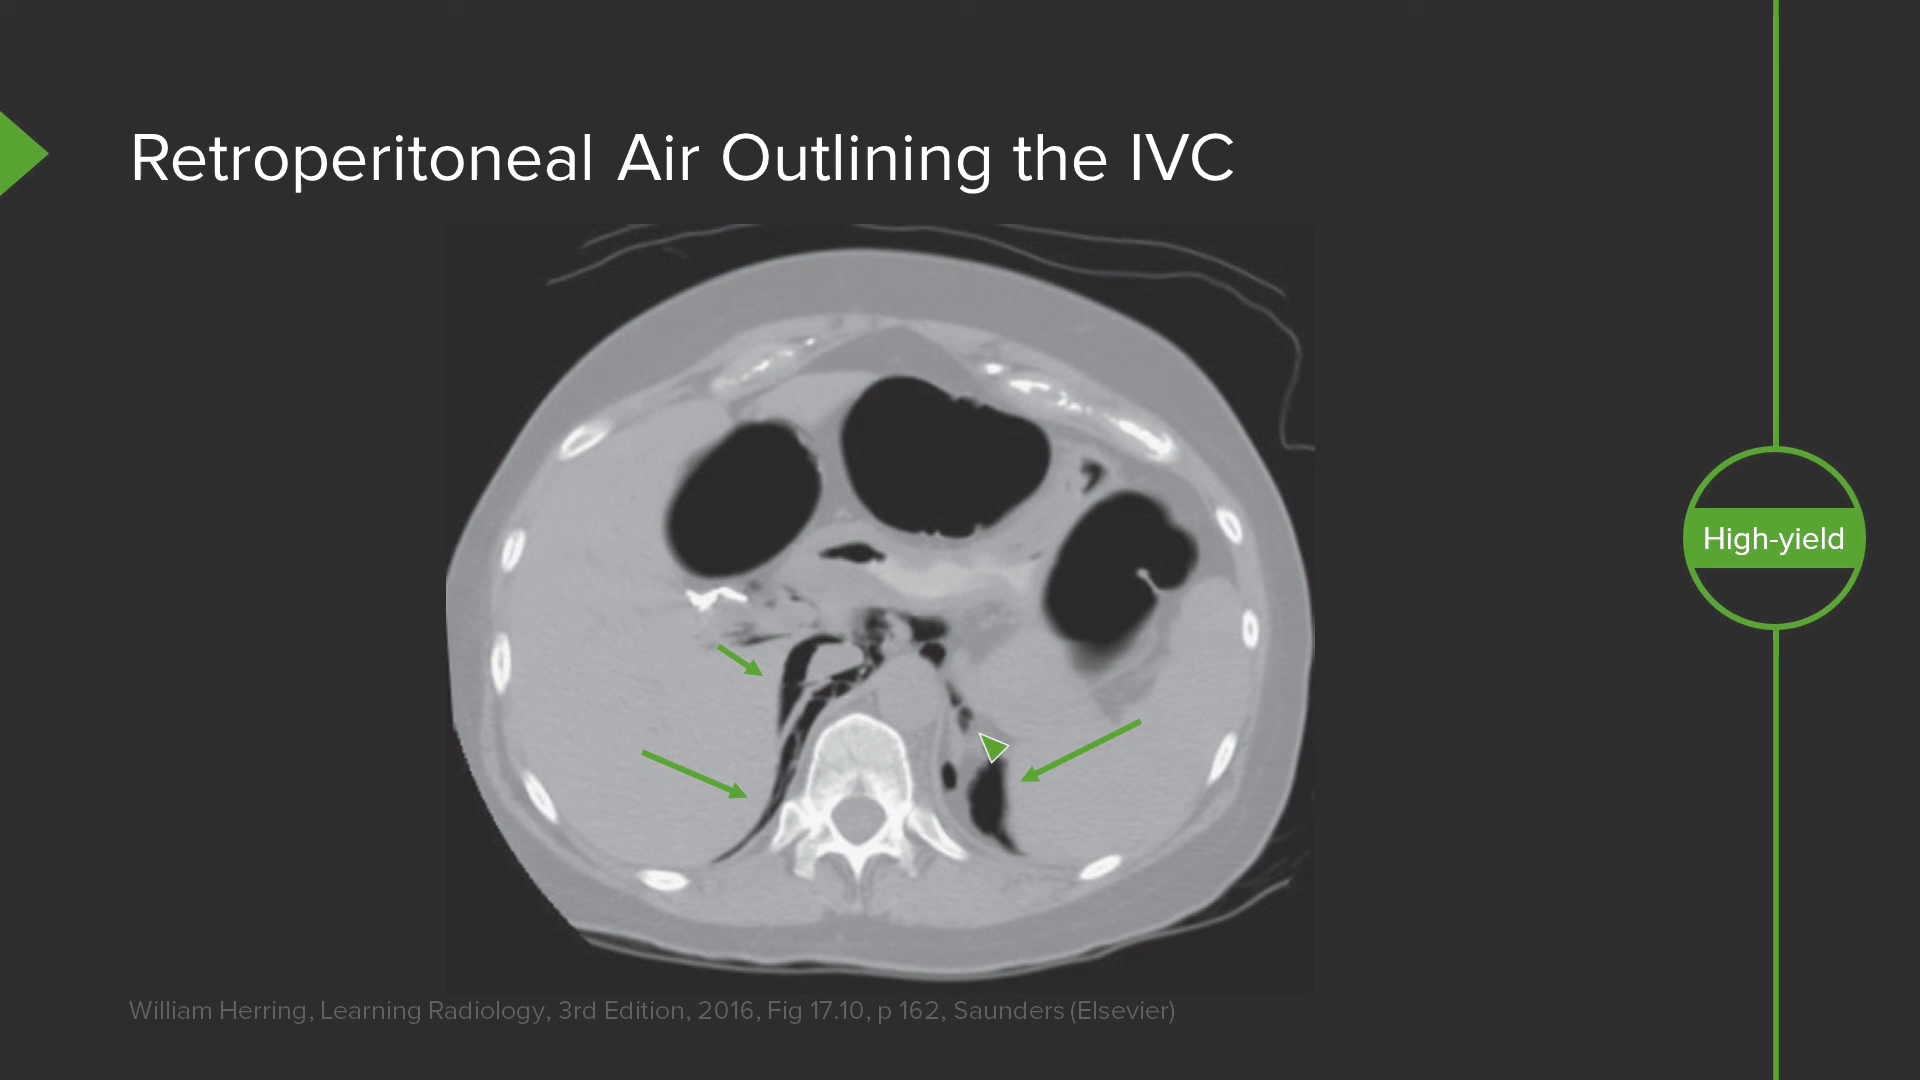 Retroperitoneal Air Outlining the IVC
High-yield
William Herring, Learning Radiology, 3rd Edition, 2016, Fig 17.10, p 162, Saunders (Elsevier)